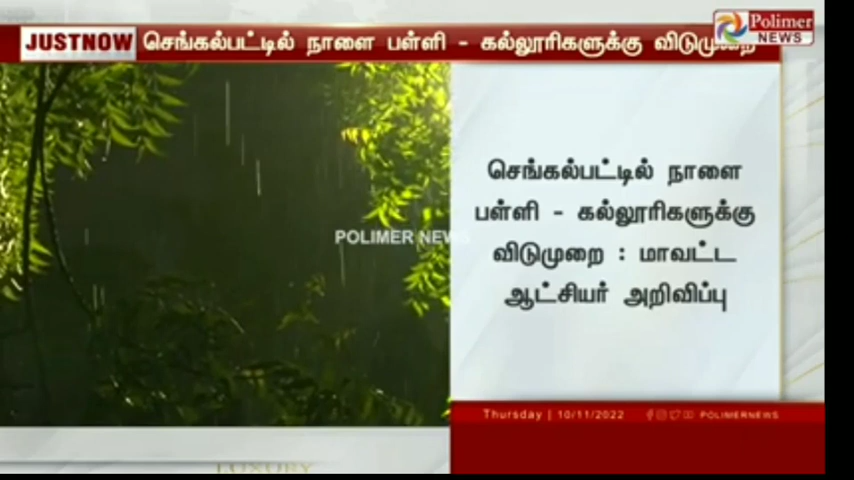 Polimer
NEWS
JUSTNOW செங்கல்பட்டில் நாளை பள்ளி - கல்லூரிகளுக்கு விடுமுறை
செங்கல்பட்டில் நாளை
பள்ளி - கல்லூரிகளுக்கு
விடுமுறை : மாவட்ட
ஆட்சியர் அறிவிப்பு
POLIMER NEWS
Thursday | 10/11/2022 POLIMERNEWS
LUXURY